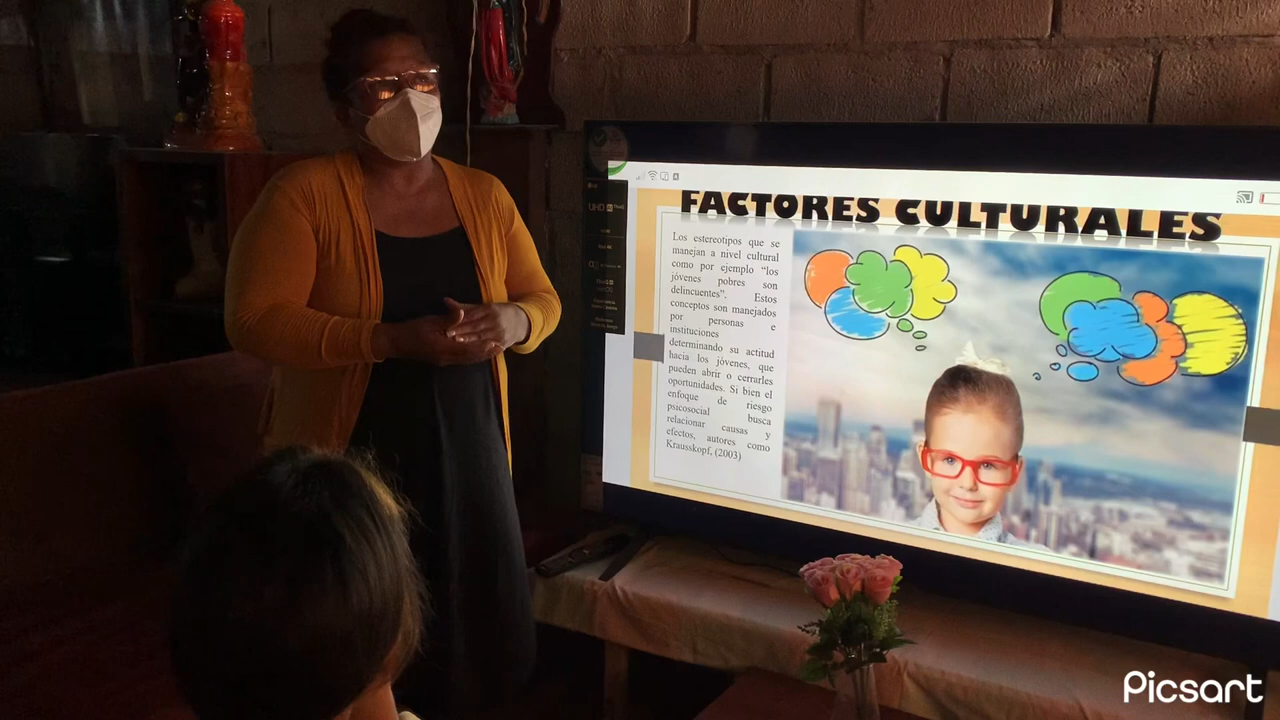 FACTORES CULTURALES
Los estereotipos que se
manejan a nivel cultural
como por ejemplo “los
jóvenes pobres son
delincuentes”. Estos
conceptos son manejados
por personas e
instituciones
determinando su actitud
hacia los jóvenes, que
pueden abrir o cerrarles
oportunidades. Si bien el
enfoque de riesgo
psicosocial busca
relacionar causas y
efectos, autores como
Krausskopf, (2003)
UHD
Picsart